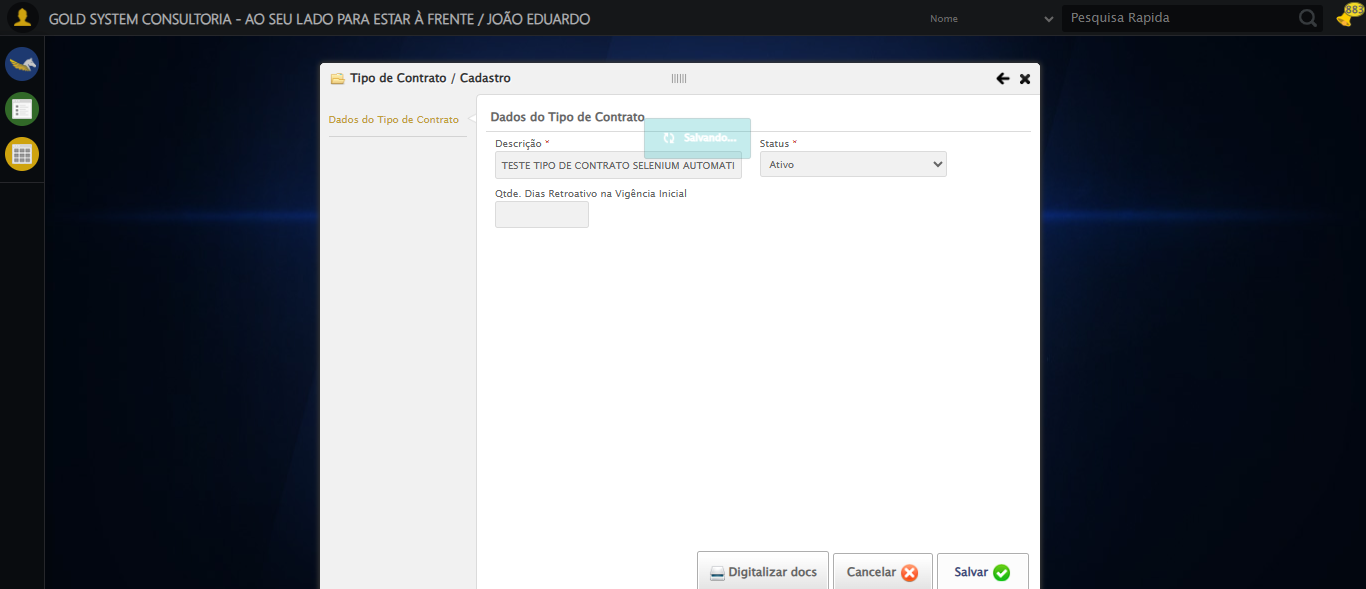 GOLD SYSTEM CONSULTORIA - AO SEU LADO PARA ESTAR À FRENTE / JOÃO EDUARDO
Nome
Pesquisa Rapida
883
Tipo de Contrato / Cadastro
Dados do Tipo de Contrato
Dados do Tipo de Contrato
Salvando...
Descrição *
Status *
TESTE TIPO DE CONTRATO SELENIUM AUTOMATI
Ativo
Qtde. Dias Retroativo na Vigência Inicial
Digitalizar docs
Cancelar
Salvar